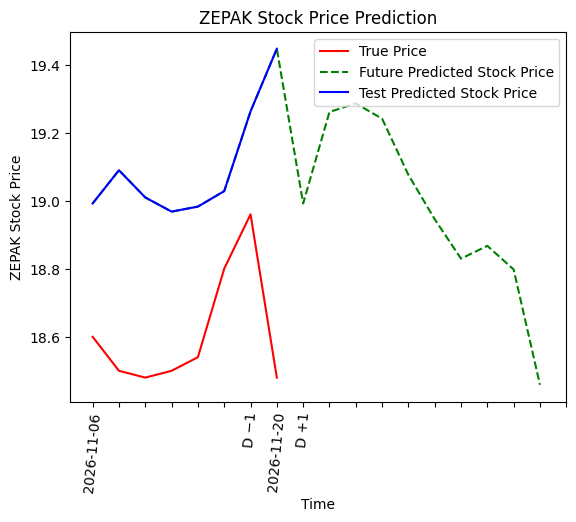 ZEPAK Stock Price Prediction
True Price
Future Predicted Stock Price
Test Predicted Stock Price
ZEPAK Stock Price
19.4
19.2
19.0
18.8
18.6
2026-11-06
D −1
2026-11-20
D +1
Time